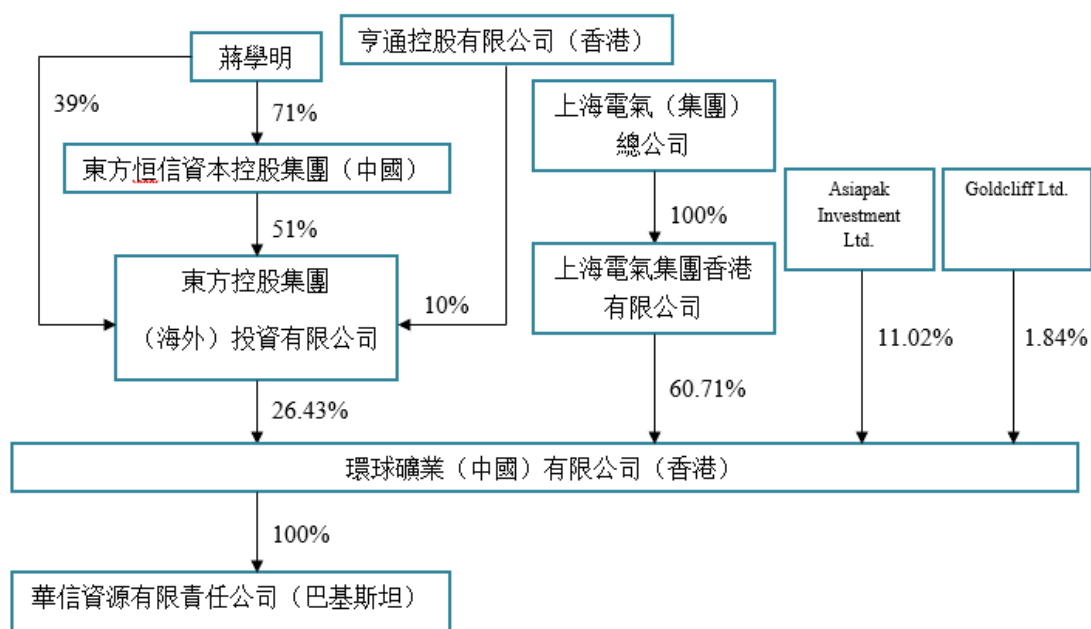 亨通控股有限公司（香港）
蔣學明
39%
71%
上海電氣（集團）
總公司
東方恒信資本控股集團（中國）
Asiapak
Investment
Ltd.
Goldcliff Ltd.
51%
100%
東方控股集團
（海外）投資有限公司
10%
上海電氣集團香港
有限公司
11.02%
1.84%
26.43%
60.71%
環球礦業（中國）有限公司（香港）
100%
華信資源有限責任公司（巴基斯坦）